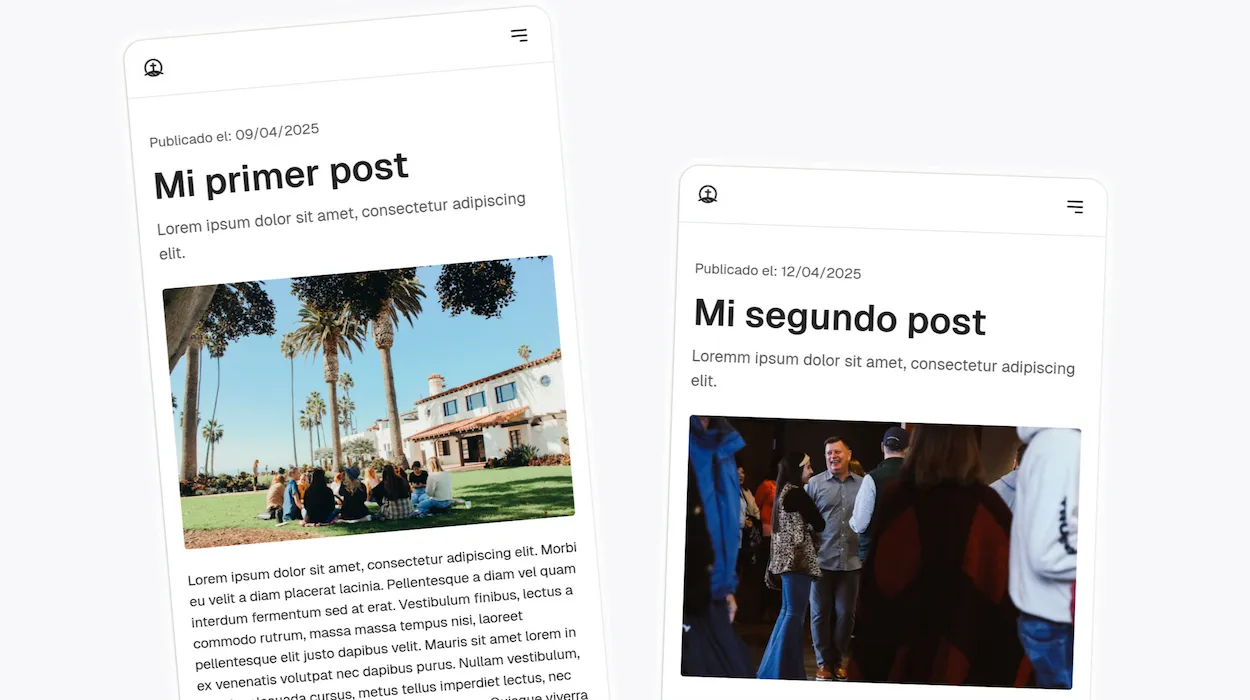 Publicado el: 09/04/2025
Mi primer post
Lorem ipsum dolor sit amet, consectetur adipiscing
elit.
Lorem ipsum dolor sit amet, consectetur adipiscing elit. Morbi
eu velit a diam placerat lacinia. Pellentesque a diam vel quam
interdum fermentum sed at erat. Vestibulum finibus, lectus a
commodo rutrum, massa massa tempus nisi, laoreet
pellentesque elit justo dapibus velit. Mauris sit amet lorem in
ex venenatis volutpat nec dapibus purus. Nullam vestibulum,
cursus, metus tellus imperdiet lectus, nec
viverra
Publicado el: 12/04/2025
Mi segundo post
Loremm ipsum dolor sit amet, consectetur adipiscing
elit.